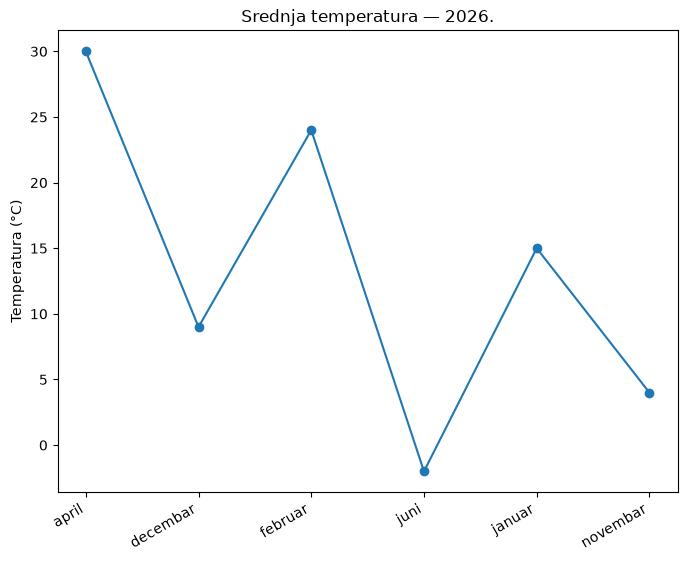 Srednja temperatura — 2026.
Temperatura (°C)
30
25
20
15
10
5
0
april
decembar
februar
juni
januar
novembar